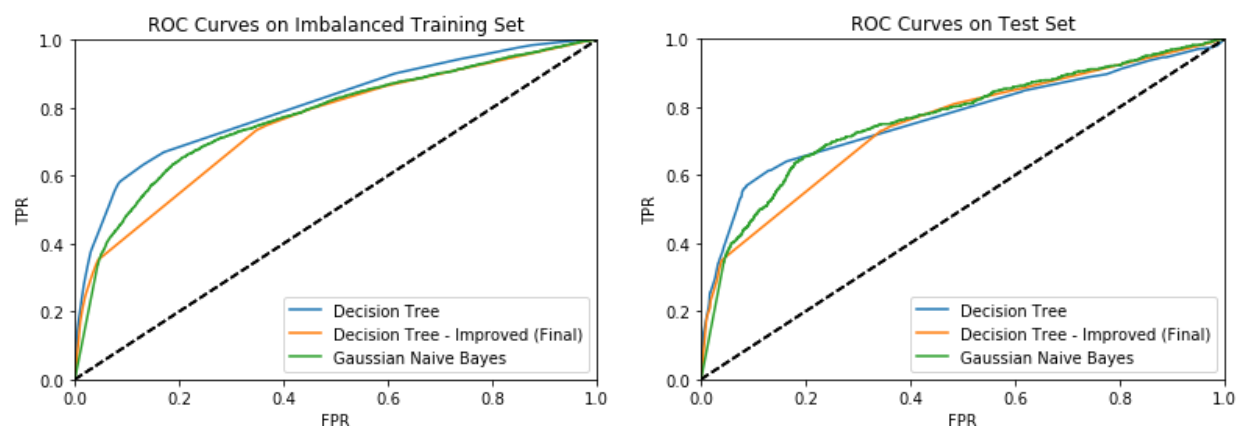 ROC Curves on Imbalanced Training Set
1.0
0.8
0.6
0.4
0.2
0.0
TPR
0.0 0.2 0.4 0.6 0.8 1.0
FPR
Decision Tree
Decision Tree - Improved (Final)
Gaussian Naive Bayes
ROC Curves on Test Set
1.0
0.8
0.6
0.4
0.2
0.0
TPR
0.0 0.2 0.4 0.6 0.8 1.0
FPR
Decision Tree
Decision Tree - Improved (Final)
Gaussian Naive Bayes